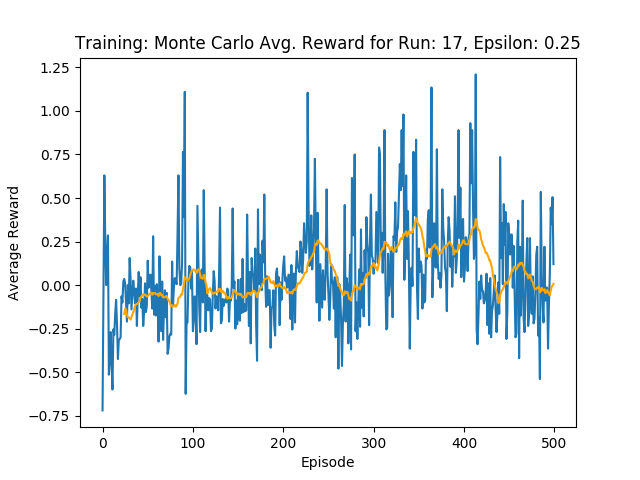 Training: Monte Carlo Avg. Reward for Run: 17, Epsilon: 0.25
1.25
1.00
0.75
0.50
0.25
0.00
−0.25
−0.50
−0.75
Average Reward
0 100 200 300 400 500
Episode